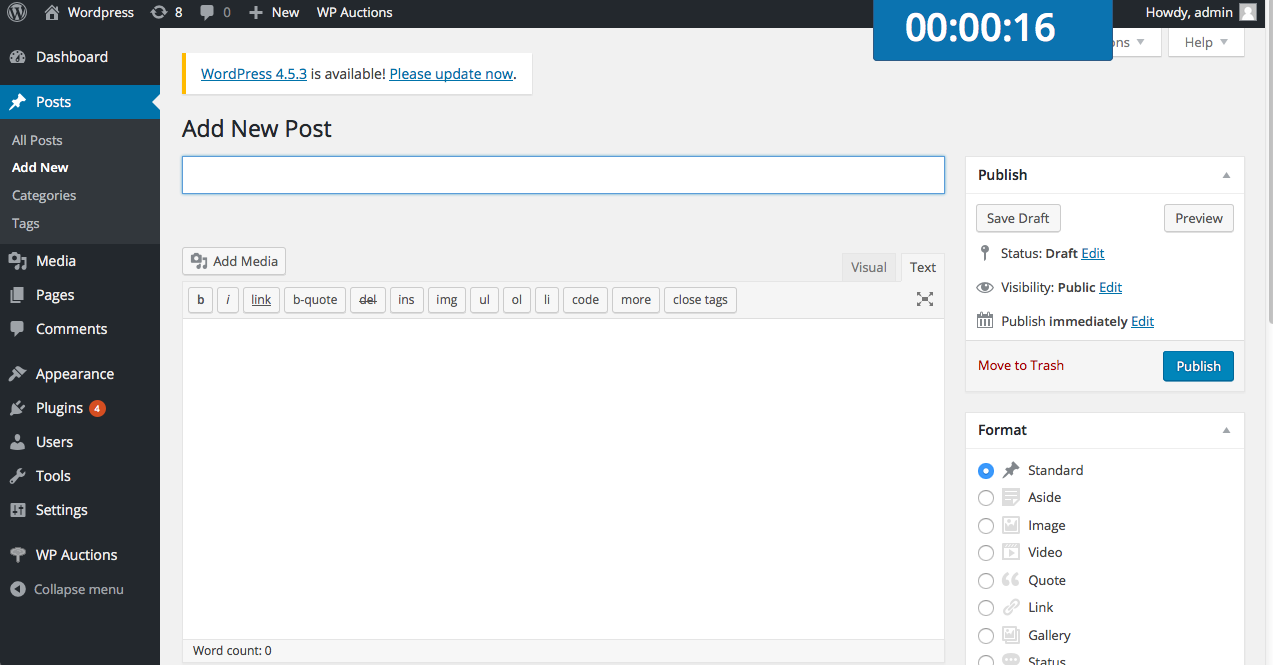 Wordpress 8 0 New WP Auctions 00:00:16 Howdy, admin
ons Help
Dashboard
Posts
All Posts
Add New
Categories
Tags
Media
Pages
Comments
Appearance
Plugins 4
Users
Tools
Settings
WP Auctions
Collapse menu
WordPress 4.5.3 is available! Please update now.
Add New Post
Add Media
Visual Text
b i link b-quote del ins img ul ol li code more close tags
Word count: 0
Publish
Save Draft Preview
Status: Draft Edit
Visibility: Public Edit
Publish immediately Edit
Move to Trash Publish
Format
Standard
Aside
Image
Video
Quote
Link
Gallery
Status